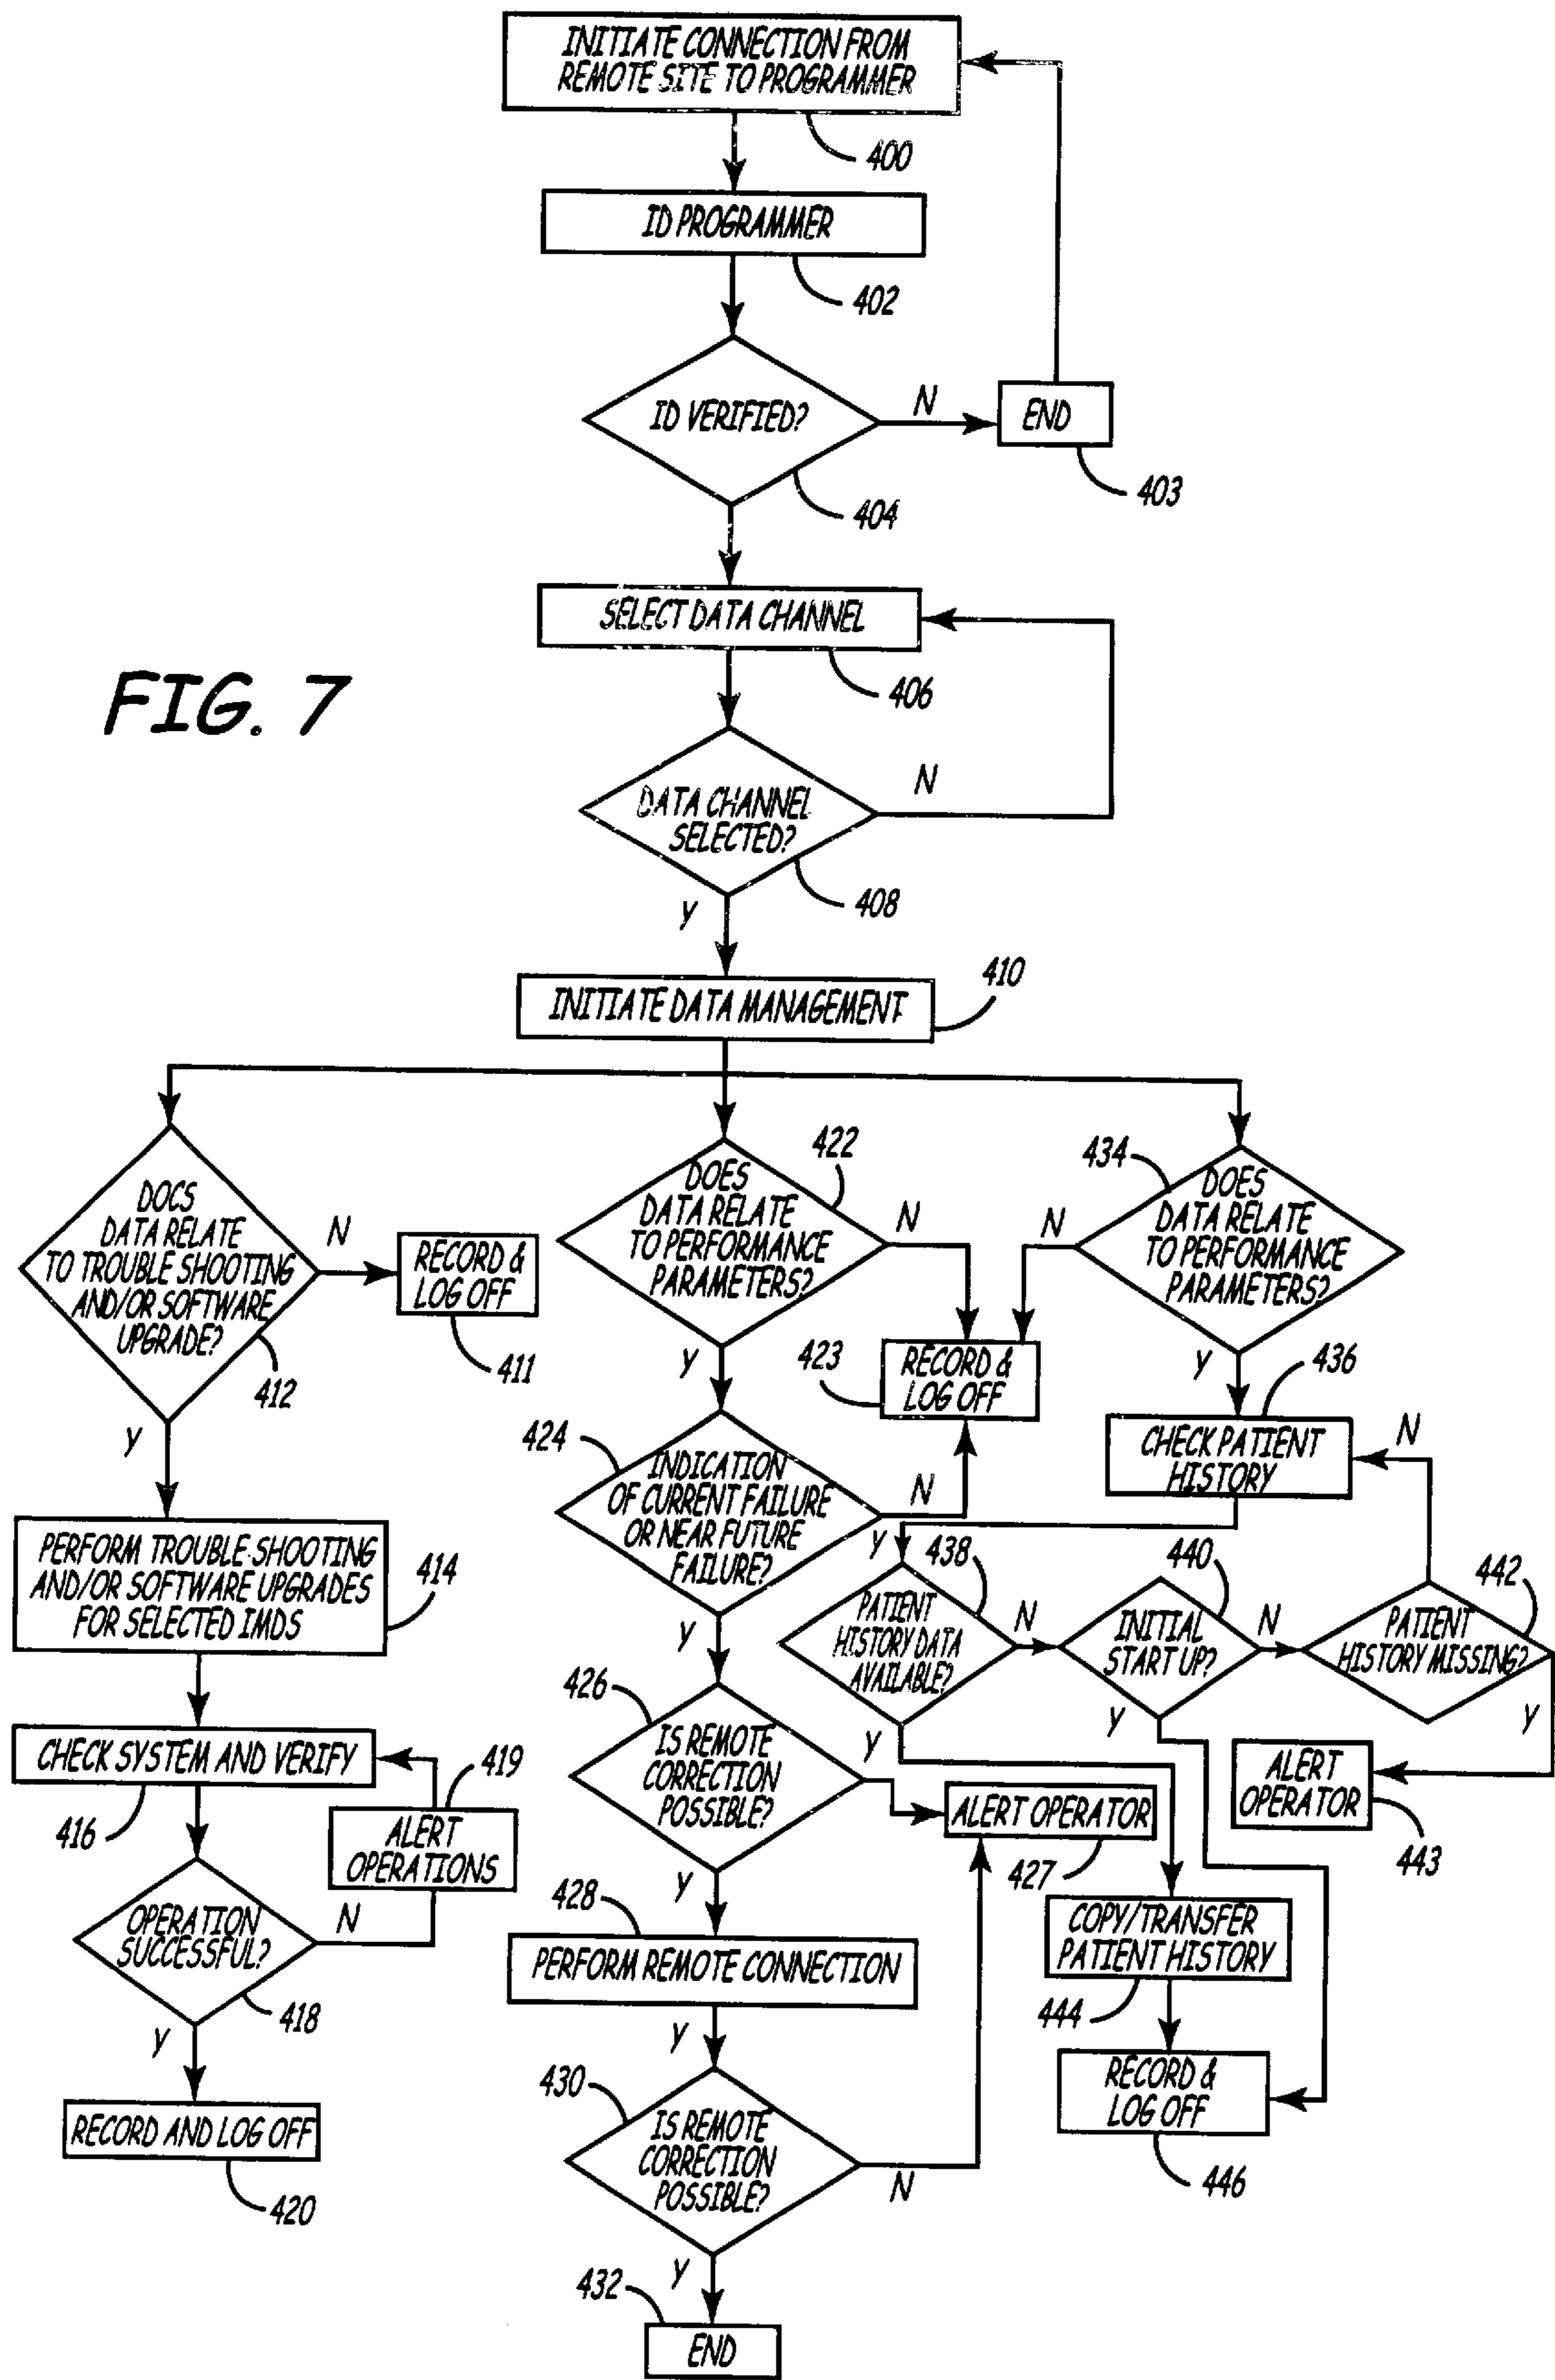 INITIATE CONNECTION FROM
REMOTE SITE TO PROGRAMMER
400
ID PROGRAMMER
402
ID VERIFIED?
N
END
403
404
SELECT DATA CHANNEL
406
FIG. 7
DATA CHANNEL
SELECTED?
N
408
Y
INITIATE DATA MANAGEMENT
410
DOCS
DATA RELATE
TO TROUBLE SHOOTING
AND/OR SOFTWARE
UPGRADE?
412
N
RECORD &
LOG OFF
411
Y
PERFORM TROUBLE SHOOTING
AND/OR SOFTWARE UPGRADES
FOR SELECTED IMDS
414
CHECK SYSTEM AND VERIFY
416
419
ALERT
OPERATIONS
OPERATION
SUCCESSFUL?
N
418
Y
RECORD AND LOG OFF
420
422
DOES
DATA RELATE
TO PERFORMANCE
PARAMETERS?
N
Y
423
RECORD &
LOG OFF
424
INDICATION
OF CURRENT FAILURE
OR NEAR FUTURE
FAILURE?
N
Y
426
IS REMOTE
CORRECTION
POSSIBLE?
Y
ALERT OPERATOR
427
Y
428
PERFORM REMOTE CONNECTION
Y
430
IS REMOTE
CORRECTION
POSSIBLE?
N
Y
432
END
434
DOES
DATA RELATE
TO PERFORMANCE
PARAMETERS?
N
Y
436
CHECK PATIENT
HISTORY
N
Y
438
PATIENT
HISTORY DATA
AVAILABLE?
N
440
INITIAL
START UP?
N
442
PATIENT
HISTORY MISSING?
Y
Y
ALERT
OPERATOR
443
COPY/TRANSFER
PATIENT HISTORY
444
RECORD &
LOG OFF
446